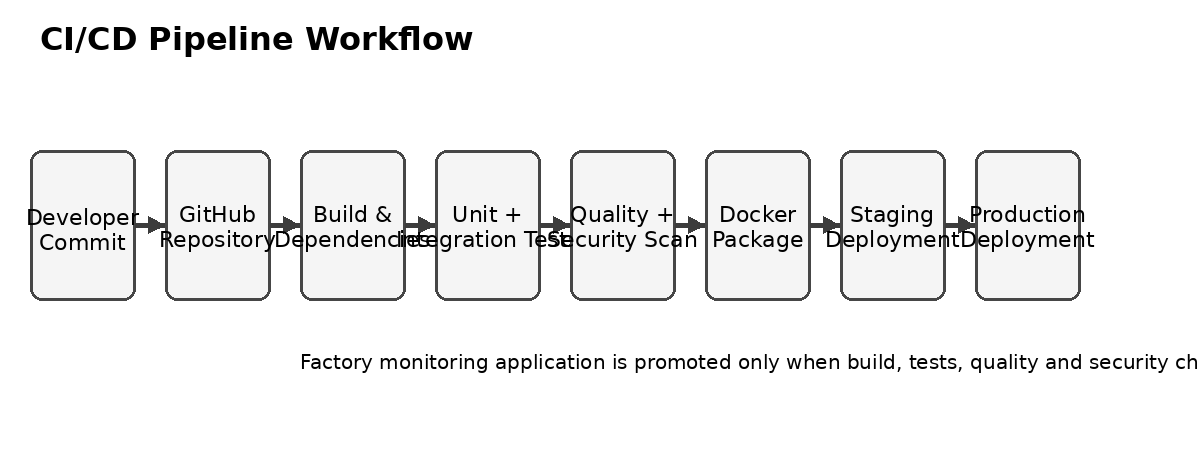 CI/CD Pipeline Workflow
Developer
Commit
GitHub
Repository
Build &
Dependencies
Unit +
Integration Test
Quality +
Security Scan
Docker
Package
Staging
Deployment
Production
Deployment
Factory monitoring application is promoted only when build, tests, quality and security ch